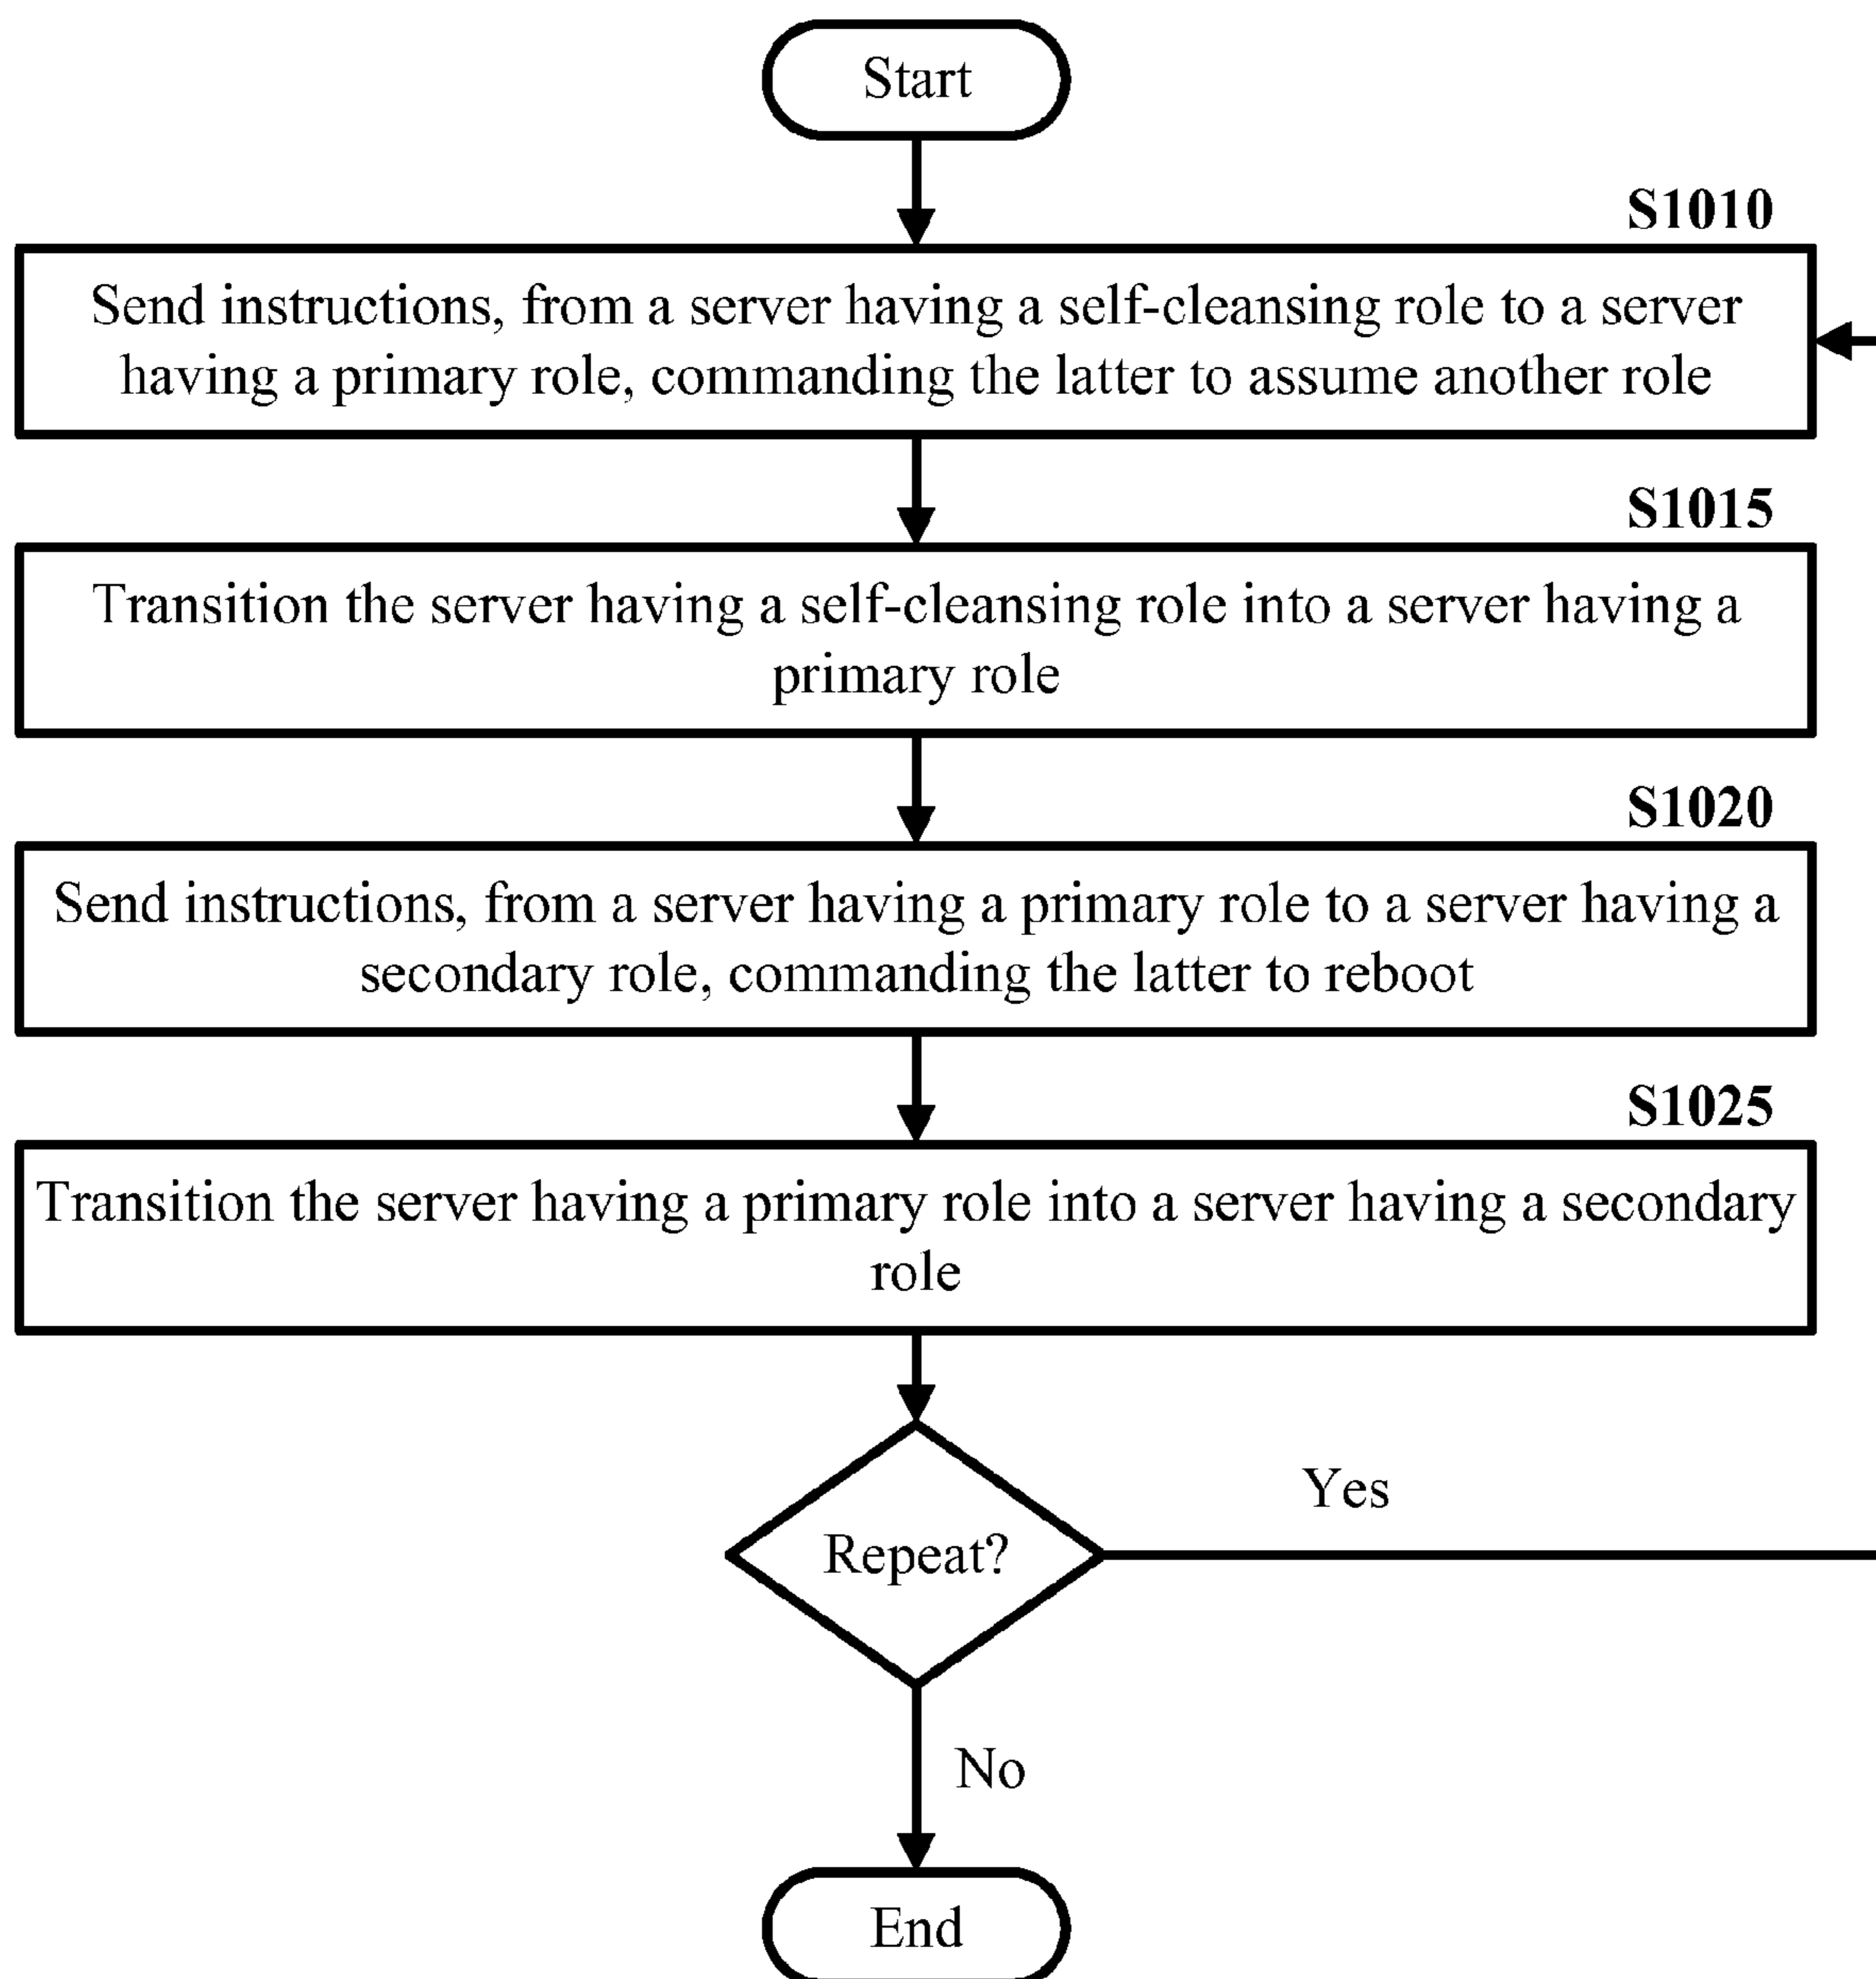 Start
S1010
Send instructions, from a server having a self-cleansing role to a server
having a primary role, commanding the latter to assume another role
S1015
Transition the server having a self-cleansing role into a server having a
primary role
S1020
Send instructions, from a server having a primary role to a server having a
secondary role, commanding the latter to reboot
S1025
Transition the server having a primary role into a server having a secondary
role
Yes
Repeat?
No
End